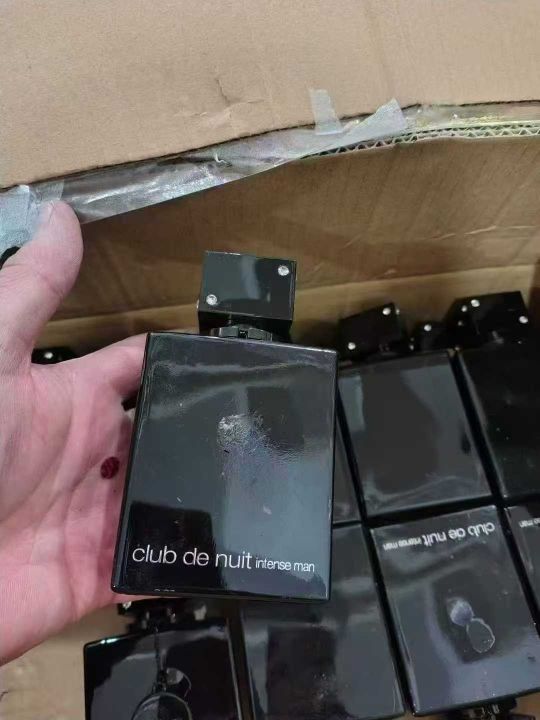 club de nuit intense man
club de nuit intense man